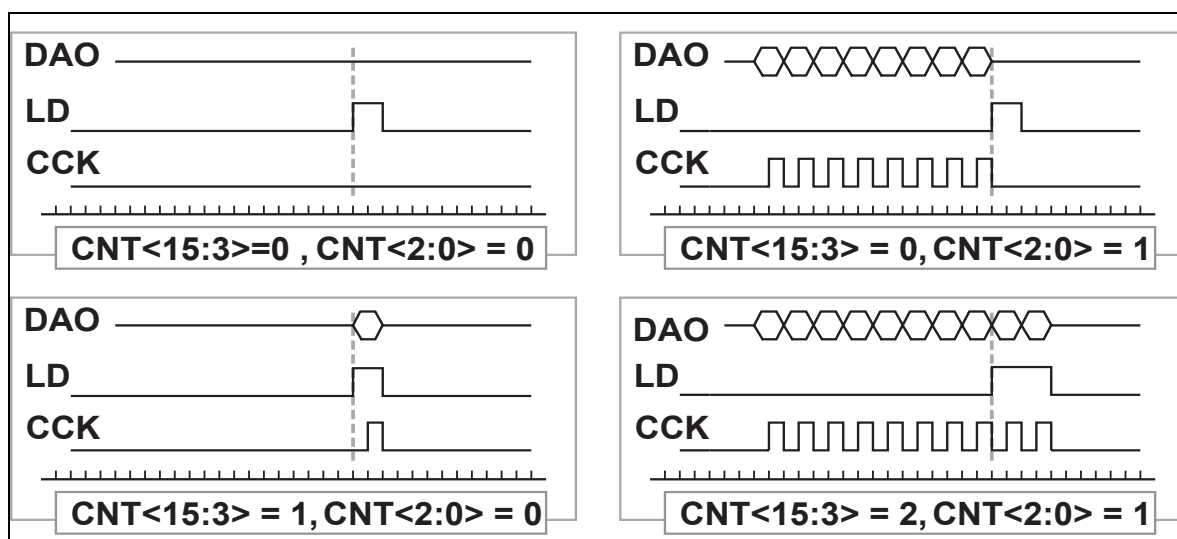 DAO
LD
CCK
CNT<15:3>=0 , CNT<2:0> = 0
DAO
LD
CCK
CNT<15:3> = 0, CNT<2:0> = 1
DAO
LD
CCK
CNT<15:3> = 1, CNT<2:0> = 0
DAO
LD
CCK
CNT<15:3> = 2, CNT<2:0> = 1